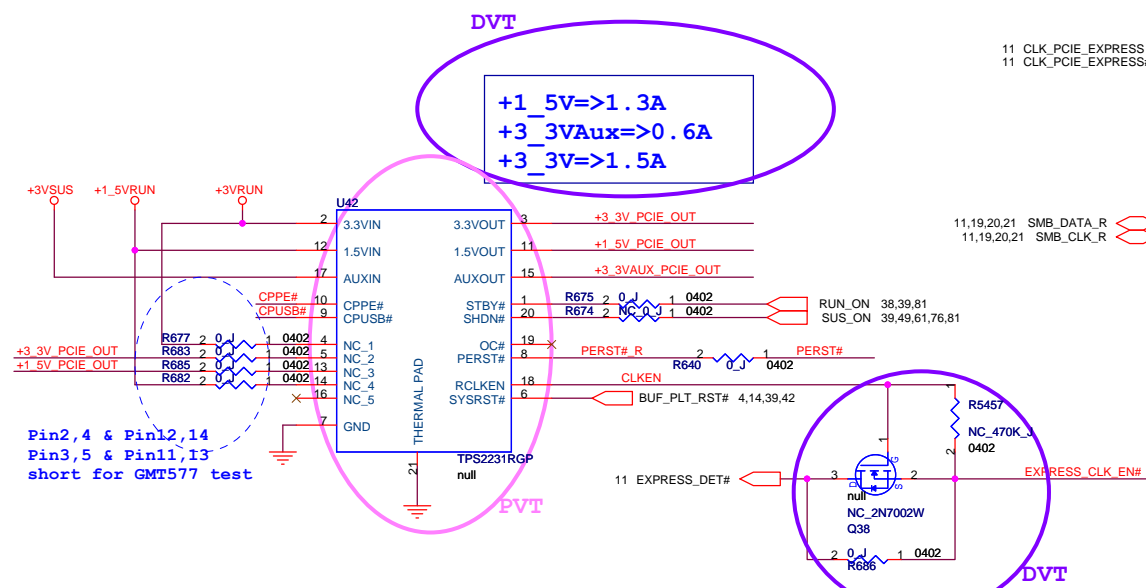 DVT
11 CLK_PCIE_EXPRESS
11 CLK_PCIE_EXPRESS#
+1_5V=>1.3A
+3_3VAux=>0.6A
+3_3V=>1.5A
+3VSUS +1_5VRUN +3VRUN
U42
2 3.3VIN 3.3VOUT 3 +3_3V_PCIE_OUT
11,19,20,21 SMB_DATA_R
11,19,20,21 SMB_CLK_R
12 1.5VIN 1.5VOUT 11 +1_5V_PCIE_OUT
17 AUXIN AUXOUT 15 +3_3VAUX_PCIE_OUT
CPPE# 10 CPPE# STBY# 1 R675 2 0_J 1 0402 RUN_ON 38,39,81
CPUSB# 9 CPUSB# SHDN# 20 R674 2 NC_0_J 1 0402 SUS_ON 39,49,61,76,81
R677 2 0_J 1 0402 4 NC_1 OC# 19
+3_3V_PCIE_OUT R683 2 0_J 1 0402 5 NC_2 PERST# 8 PERST#_R R640 2 0_J 1 0402 PERST#
+1_5V_PCIE_OUT R685 2 0_J 1 0402 13 NC_3
R682 2 0_J 1 0402 14 NC_4 RCLKEN 18 CLKEN
16 NC_5 SYSRST# 6 BUF_PLT_RST# 4,14,39,42
7 GND
THERMAL PAD
21
TPS2231RGP
null
Pin2,4 & Pin12,14
Pin3,5 & Pin11,13
short for GMT577 test
PVT
1
R5457
NC_470K_J
2 0402
11 EXPRESS_DET# 3 D G 1 S 2 EXPRESS_CLK_EN#
null
NC_2N7002W
Q38
2 0_J 1 0402
R686
DVT